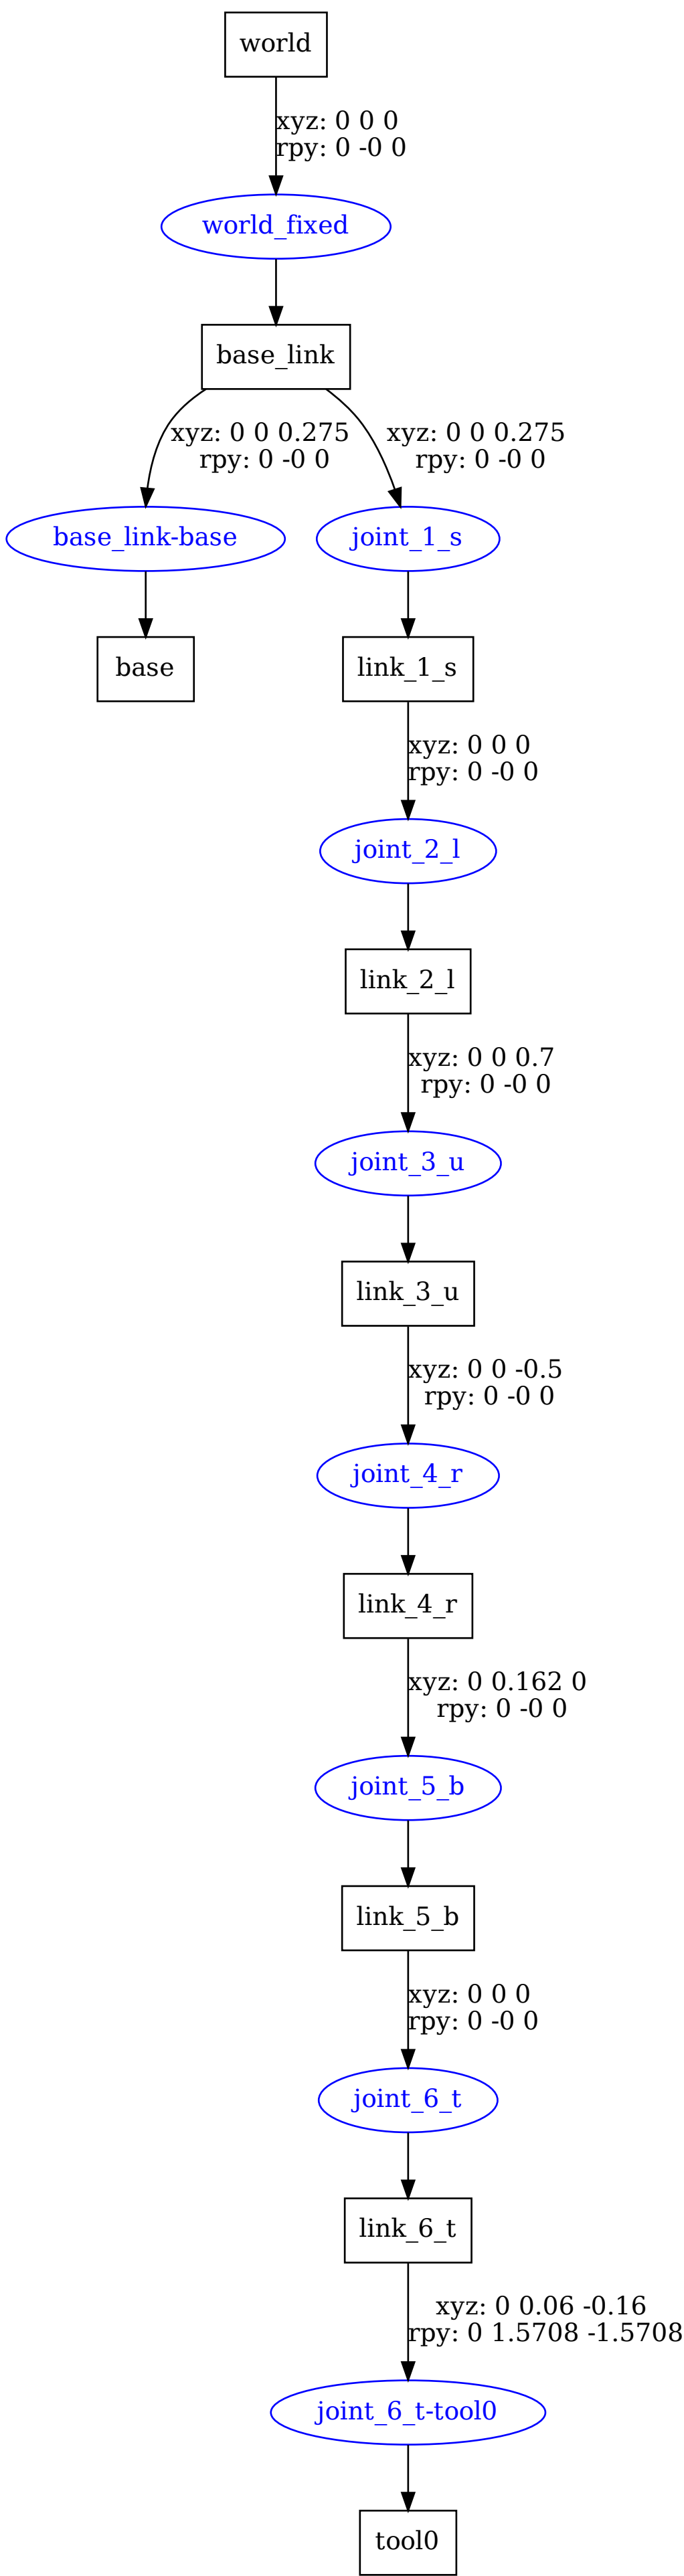 world
xyz: 0 0 0
rpy: 0 -0 0
world_fixed
base_link
xyz: 0 0 0.275
rpy: 0 -0 0
xyz: 0 0 0.275
rpy: 0 -0 0
base_link-base
joint_1_s
base
link_1_s
xyz: 0 0 0
rpy: 0 -0 0
joint_2_l
link_2_l
xyz: 0 0 0.7
rpy: 0 -0 0
joint_3_u
link_3_u
xyz: 0 0 -0.5
rpy: 0 -0 0
joint_4_r
link_4_r
xyz: 0 0.162 0
rpy: 0 -0 0
joint_5_b
link_5_b
xyz: 0 0 0
rpy: 0 -0 0
joint_6_t
link_6_t
xyz: 0 0.06 -0.16
rpy: 0 1.5708 -1.5708
joint_6_t-tool0
tool0